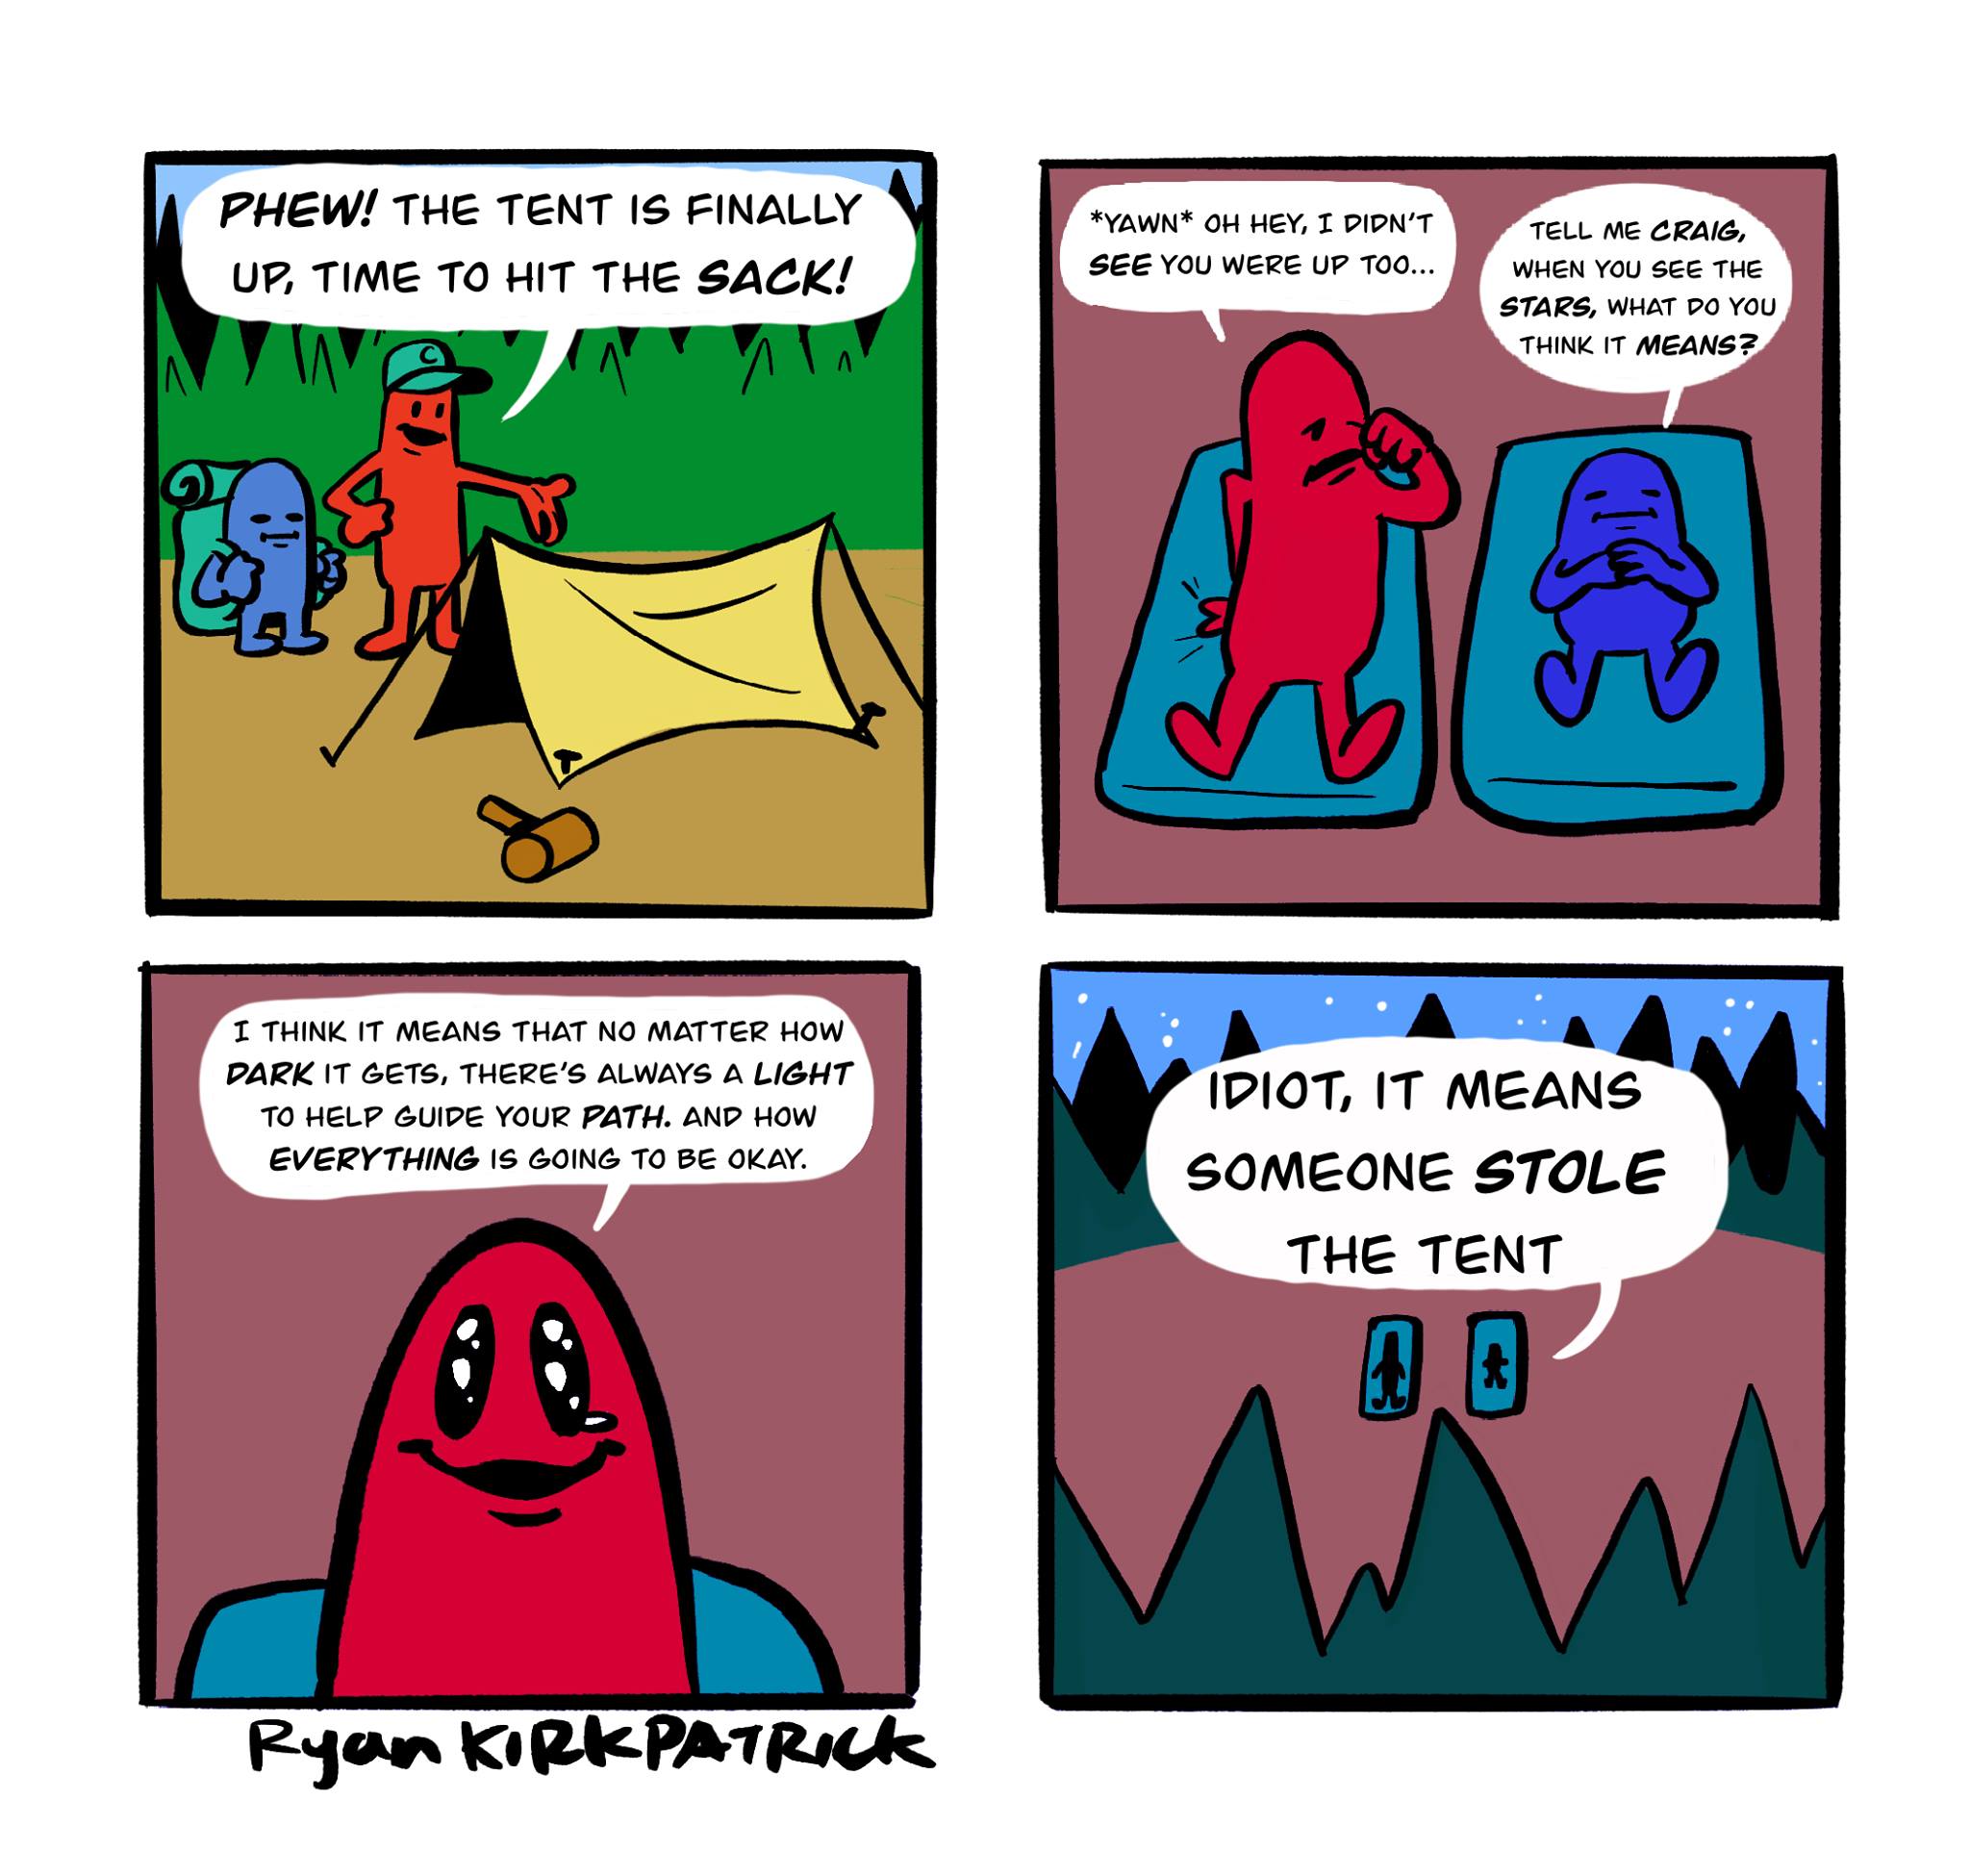 PHEW! THE TENT IS FINALLY
UP, TIME TO HIT THE SACK!
C
*YAWN* OH HEY, I DIDN'T
SEE YOU WERE UP TOO...
TELL ME CRAIG,
WHEN YOU SEE THE
STARS, WHAT DO YOU
THINK IT MEANS?
I THINK IT MEANS THAT NO MATTER HOW
DARK IT GETS, THERE'S ALWAYS A LIGHT
TO HELP GUIDE YOUR PATH. AND HOW
EVERYTHING IS GOING TO BE OKAY.
IDIOT, IT MEANS
SOMEONE STOLE
THE TENT
Ryan KIRKPATRICK